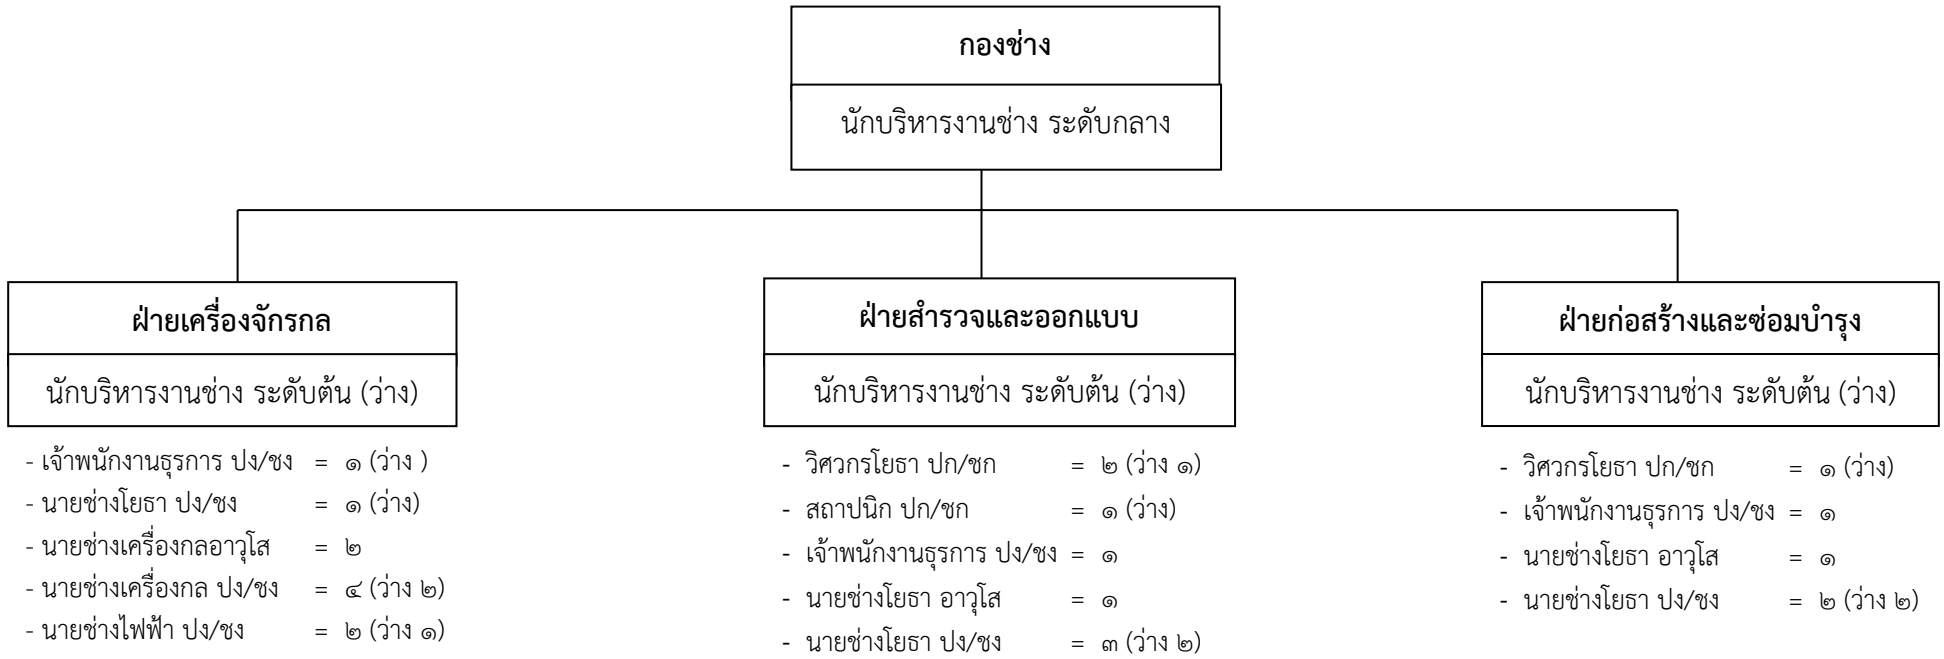 กองช่าง
นักบริหารงานช่าง ระดับกลาง
ฝ่ายเครื่องจักรกล
นักบริหารงานช่าง ระดับต้น (ว่าง)
- เจ้าพนักงานธุรการ ปง/ชง = ๑ (ว่าง )
- นายช่างโยธา ปง/ชง = ๑ (ว่าง)
- นายช่างเครื่องกลอาวุโส = ๒
- นายช่างเครื่องกล ปง/ชง = ๔ (ว่าง ๒)
- นายช่างไฟฟ้า ปง/ชง = ๒ (ว่าง ๑)
ฝ่ายสำรวจและออกแบบ
นักบริหารงานช่าง ระดับต้น (ว่าง)
- วิศวกรโยธา ปก/ชก = ๒ (ว่าง ๑)
- สถาปนิก ปก/ชก = ๑ (ว่าง)
- เจ้าพนักงานธุรการ ปง/ชง = ๑
- นายช่างโยธา อาวุโส = ๑
- นายช่างโยธา ปง/ชง = ๓ (ว่าง ๒)
ฝ่ายก่อสร้างและซ่อมบำรุง
นักบริหารงานช่าง ระดับต้น (ว่าง)
- วิศวกรโยธา ปก/ชก = ๑ (ว่าง)
- เจ้าพนักงานธุรการ ปง/ชง = ๑
- นายช่างโยธา อาวุโส = ๑
- นายช่างโยธา ปง/ชง = ๒ (ว่าง ๒)